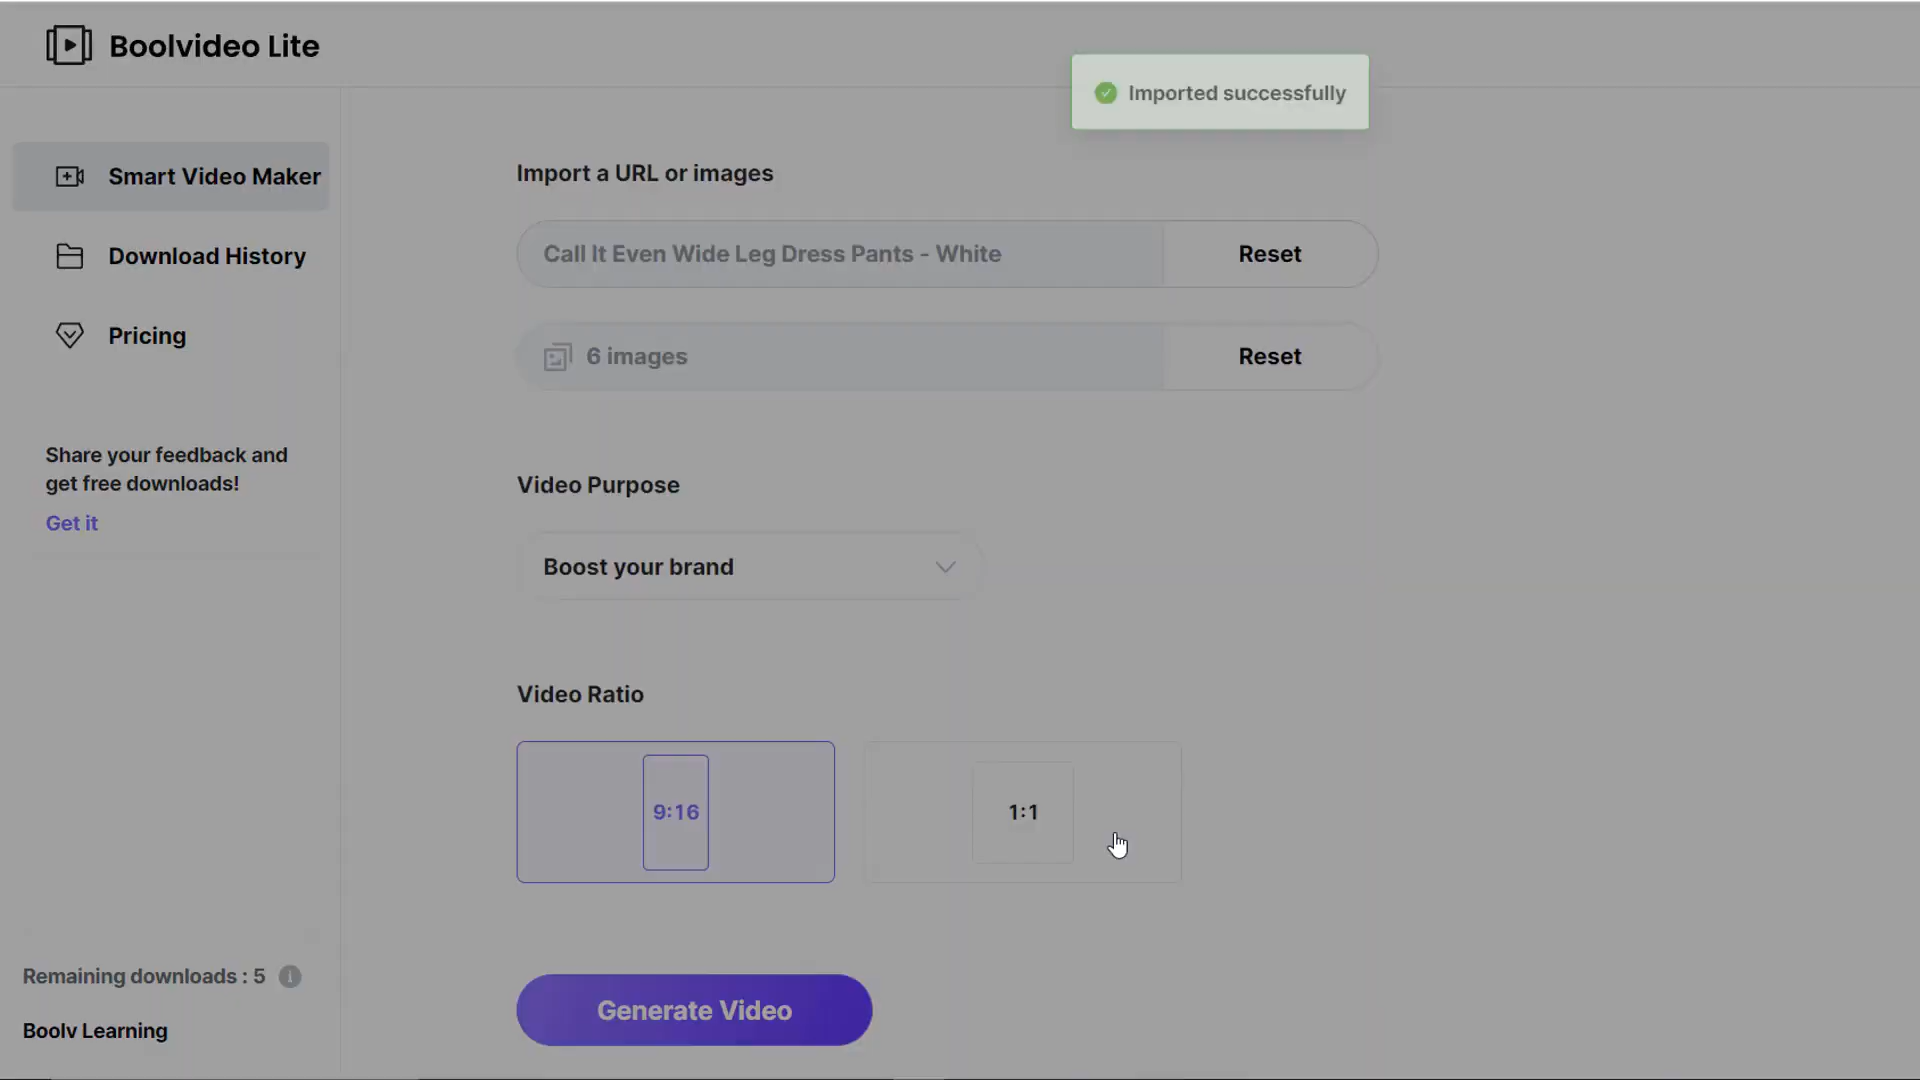 Boolvideo Lite
Imported successfully
Smart Video Maker
Download History
Pricing
Share your feedback and
get free downloads!
Get it
Remaining downloads : 5
Boolv Learning
Import a URL or images
Call It Even Wide Leg Dress Pants - White
Reset
6 images
Reset
Video Purpose
Boost your brand
Video Ratio
9:16
1:1
Generate Video